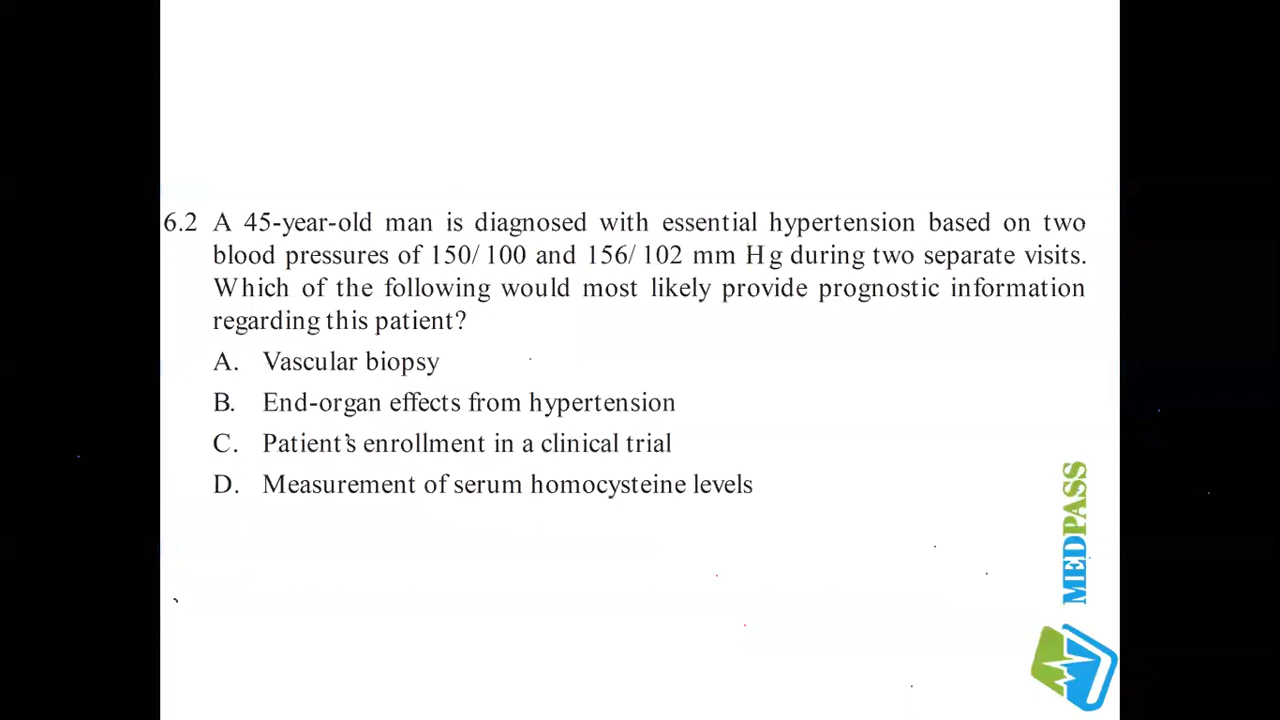 6.2 A 45-year-old man is diagnosed with essential hypertension based on two
blood pressures of 150/ 100 and 156/ 102 mm H g during two separate visits.
Which of the following would most likely provide prognostic information
regarding this patient?
A. Vascular biopsy
B. End-organ effects from hypertension
C. Patient's enrollment in a clinical trial
D. Measurement of serum homocysteine levels
MEDPASS